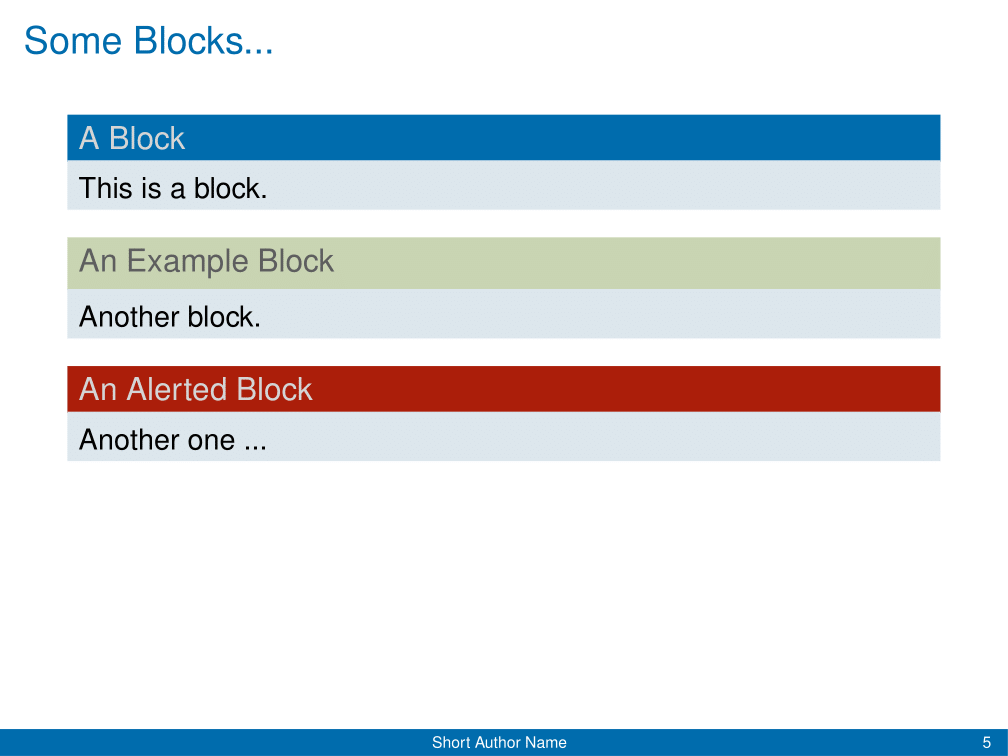 Some Blocks...
A Block
This is a block.
An Example Block
Another block.
An Alerted Block
Another one ...
Short Author Name
5